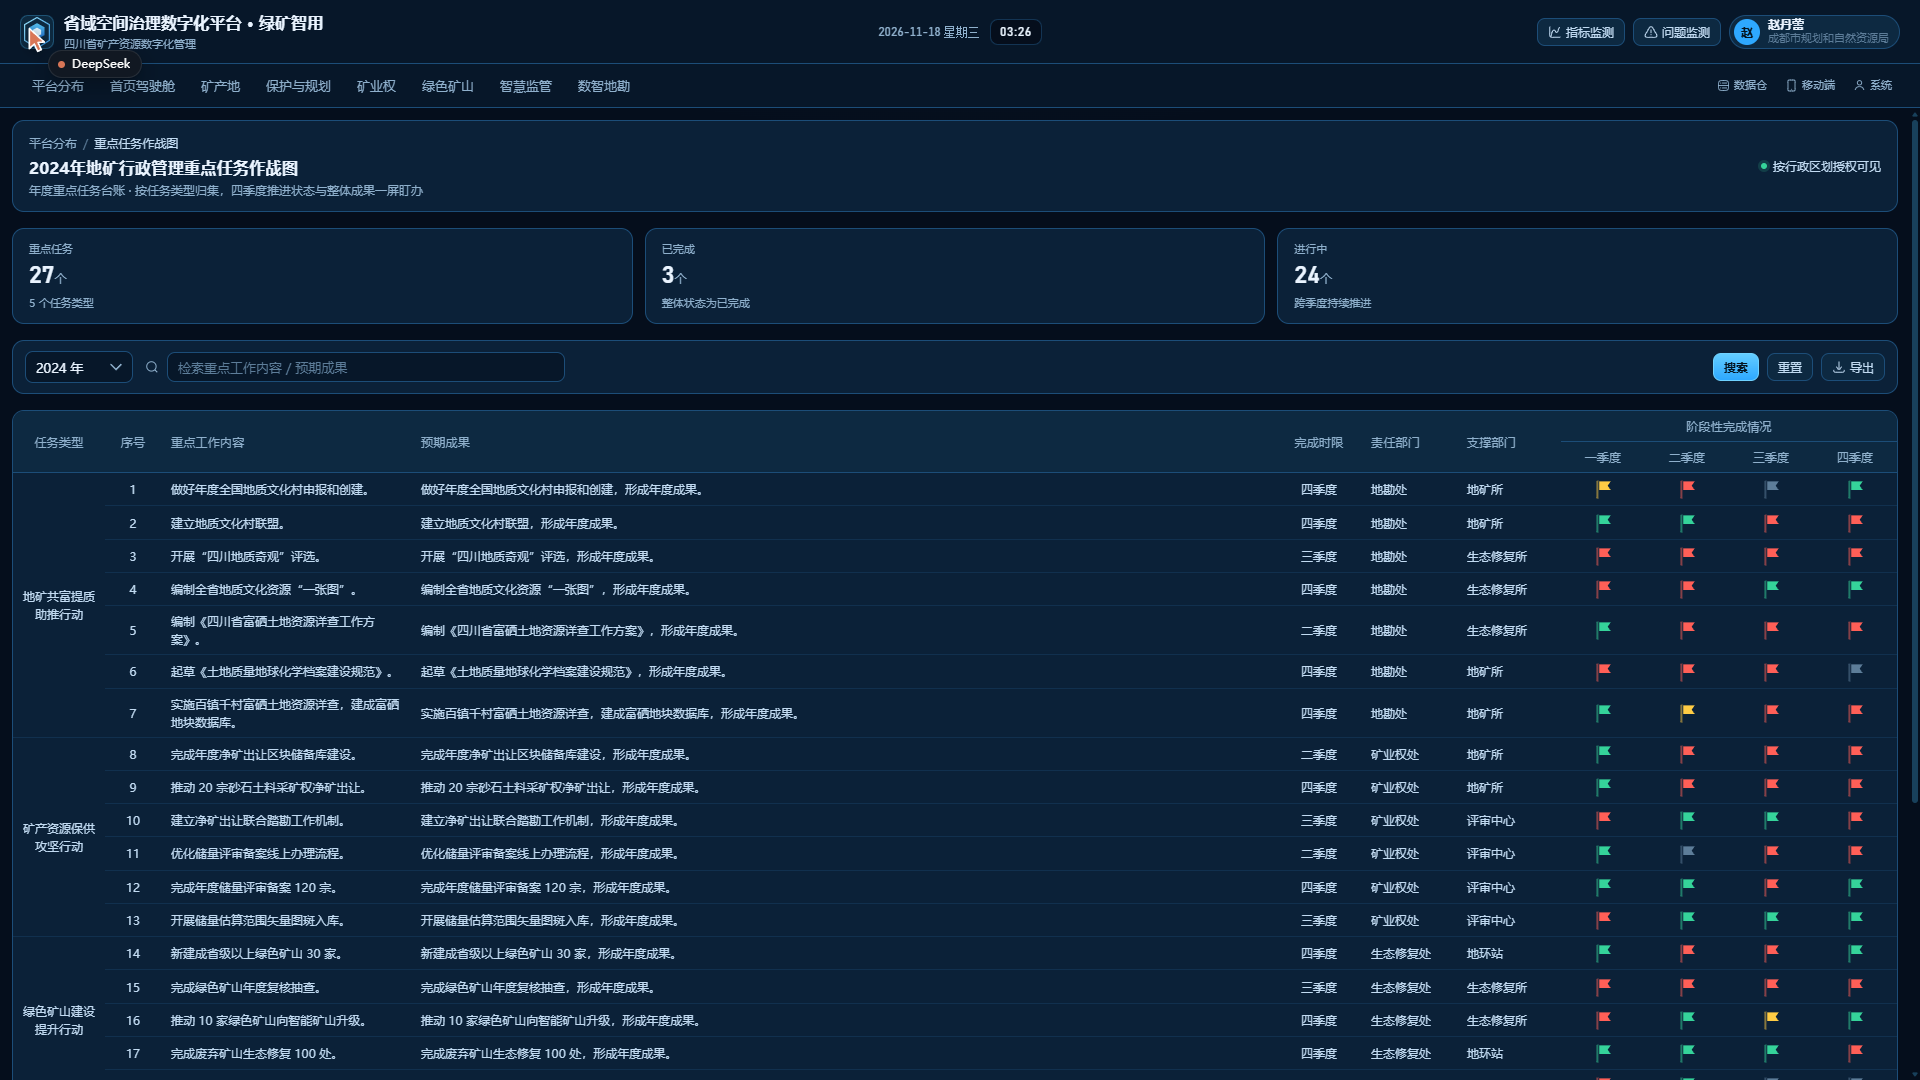 省域空间治理数字化平台 • 绿矿智用
四川省矿产资源数字化管理
2026-11-18 星期三
03:26
指标监测
问题监测
赵
赵丹蕾
成都市规划和自然资源局
DeepSeek
平台分布
首页驾驶舱
矿产地
保护与规划
矿业权
绿色矿山
智慧监管
数智地勘
数据仓
移动端
系统
平台分布 / 重点任务作战图
2024年地矿行政管理重点任务作战图
年度重点任务台账 · 按任务类型归集，四季度推进状态与整体成果一屏盯办
按行政区划授权可见
重点任务
27个
5 个任务类型
已完成
3个
整体状态为已完成
进行中
24个
跨季度持续推进
2024 年
检索重点工作内容 / 预期成果
搜索
重置
导出
任务类型 序号 重点工作内容 预期成果 完成时限 责任部门 支撑部门 阶段性完成情况
一季度 二季度 三季度 四季度
地矿共富提质
助推行动
1 做好年度全国地质文化村申报和创建。 做好年度全国地质文化村申报和创建，形成年度成果。 四季度 地勘处 地矿所
2 建立地质文化村联盟。 建立地质文化村联盟，形成年度成果。 四季度 地勘处 地矿所
3 开展“四川地质奇观”评选。 开展“四川地质奇观”评选，形成年度成果。 三季度 地勘处 生态修复所
4 编制全省地质文化资源“一张图”。 编制全省地质文化资源“一张图”，形成年度成果。 四季度 地勘处 生态修复所
5 编制《四川省富硒土地资源详查工作方
案》。 编制《四川省富硒土地资源详查工作方案》，形成年度成果。 二季度 地勘处 生态修复所
6 起草《土地质量地球化学档案建设规范》。 起草《土地质量地球化学档案建设规范》，形成年度成果。 四季度 地勘处 地矿所
7 实施百镇千村富硒土地资源详查，建成富硒
地块数据库。 实施百镇千村富硒土地资源详查，建成富硒地块数据库，形成年度成果。 四季度 地勘处 地矿所
矿产资源保供
攻坚行动
8 完成年度净矿出让区块储备库建设。 完成年度净矿出让区块储备库建设，形成年度成果。 二季度 矿业权处 地矿所
9 推动 20 宗砂石土料采矿权净矿出让。 推动 20 宗砂石土料采矿权净矿出让，形成年度成果。 四季度 矿业权处 地矿所
10 建立净矿出让联合踏勘工作机制。 建立净矿出让联合踏勘工作机制，形成年度成果。 三季度 矿业权处 评审中心
11 优化储量评审备案线上办理流程。 优化储量评审备案线上办理流程，形成年度成果。 二季度 矿业权处 评审中心
12 完成年度储量评审备案 120 宗。 完成年度储量评审备案 120 宗，形成年度成果。 四季度 矿业权处 评审中心
13 开展储量估算范围矢量图斑入库。 开展储量估算范围矢量图斑入库，形成年度成果。 三季度 矿业权处 评审中心
绿色矿山建设
提升行动
14 新建成省级以上绿色矿山 30 家。 新建成省级以上绿色矿山 30 家，形成年度成果。 四季度 生态修复处 地环站
15 完成绿色矿山年度复核抽查。 完成绿色矿山年度复核抽查，形成年度成果。 三季度 生态修复处 生态修复所
16 推动 10 家绿色矿山向智能矿山升级。 推动 10 家绿色矿山向智能矿山升级，形成年度成果。 四季度 生态修复处 生态修复所
17 完成废弃矿山生态修复 100 处。 完成废弃矿山生态修复 100 处，形成年度成果。 四季度 生态修复处 地环站